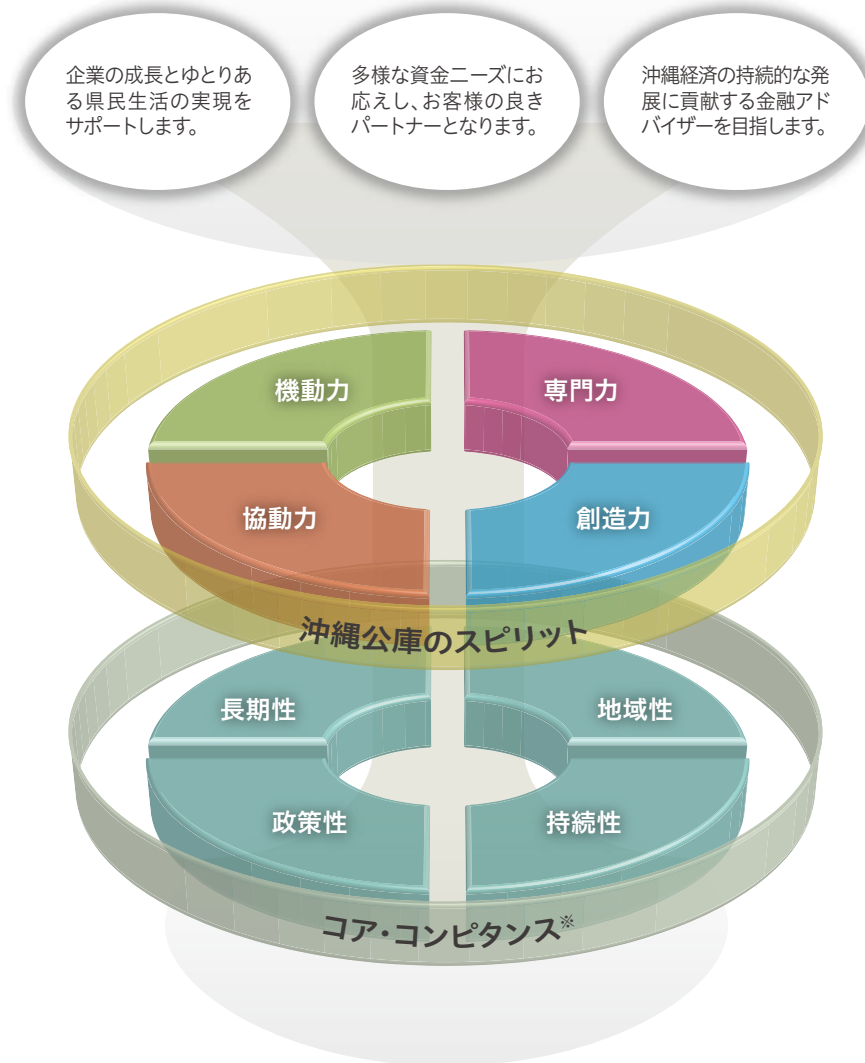 企業の成長とゆとりあ
る県民生活の実現を
サポートします。
多様な資金ニーズにお
応えし、お客様の良き
パートナーとなります。
沖縄経済の持続的な発
展に貢献する金融アド
バイザーを目指します。
機動力
専門力
協動力
創造力
沖縄公庫のスピリット
長期性
地域性
政策性
持続性
コア・コンピタンス※